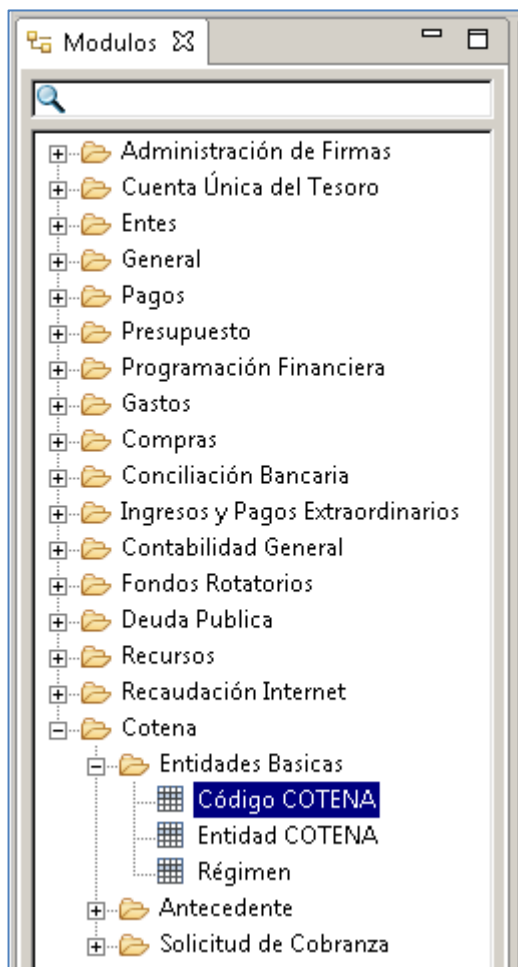 Modulos
Administración de Firmas
Cuenta Única del Tesoro
Entes
General
Pagos
Presupuesto
Programación Financiera
Gastos
Compras
Conciliación Bancaria
Ingresos y Pagos Extraordinarios
Contabilidad General
Fondos Rotatorios
Deuda Publica
Recursos
Recaudación Internet
Cotena
Entidades Basicas
Código COTENA
Entidad COTENA
Régimen
Antecedente
Solicitud de Cobranza